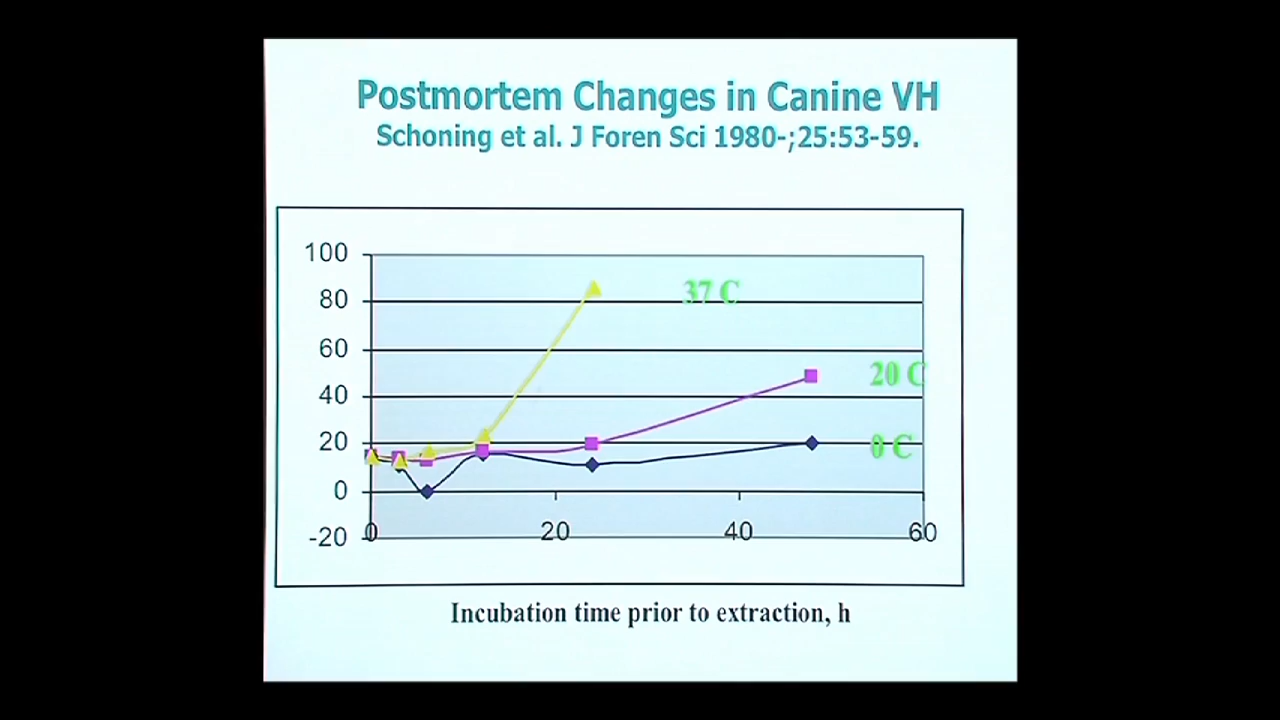 Postmortem Changes in Canine VH
Schoning et al. J Foren Sci 1980-;25:53-59.
100
80
60
40
20
0
-20
0 20 40 60
37 C
20 C
0 C
Incubation time prior to extraction, h